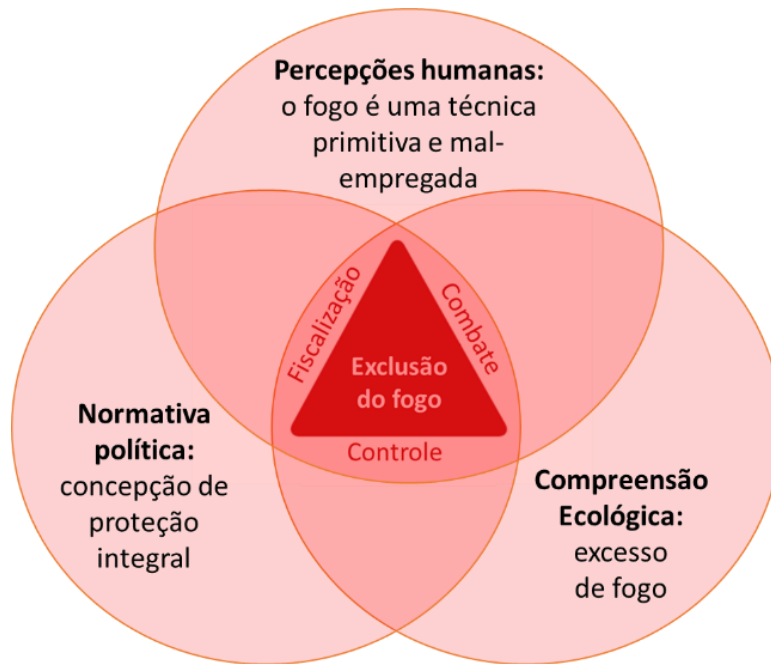 Percepções humanas:
o fogo é uma técnica
primitiva e mal-
empregada
Fiscalização
Combate
Exclusão
do fogo
Controle
Normativa
política:
concepção de
proteção
integral
Compreensão
Ecológica:
excesso
de fogo